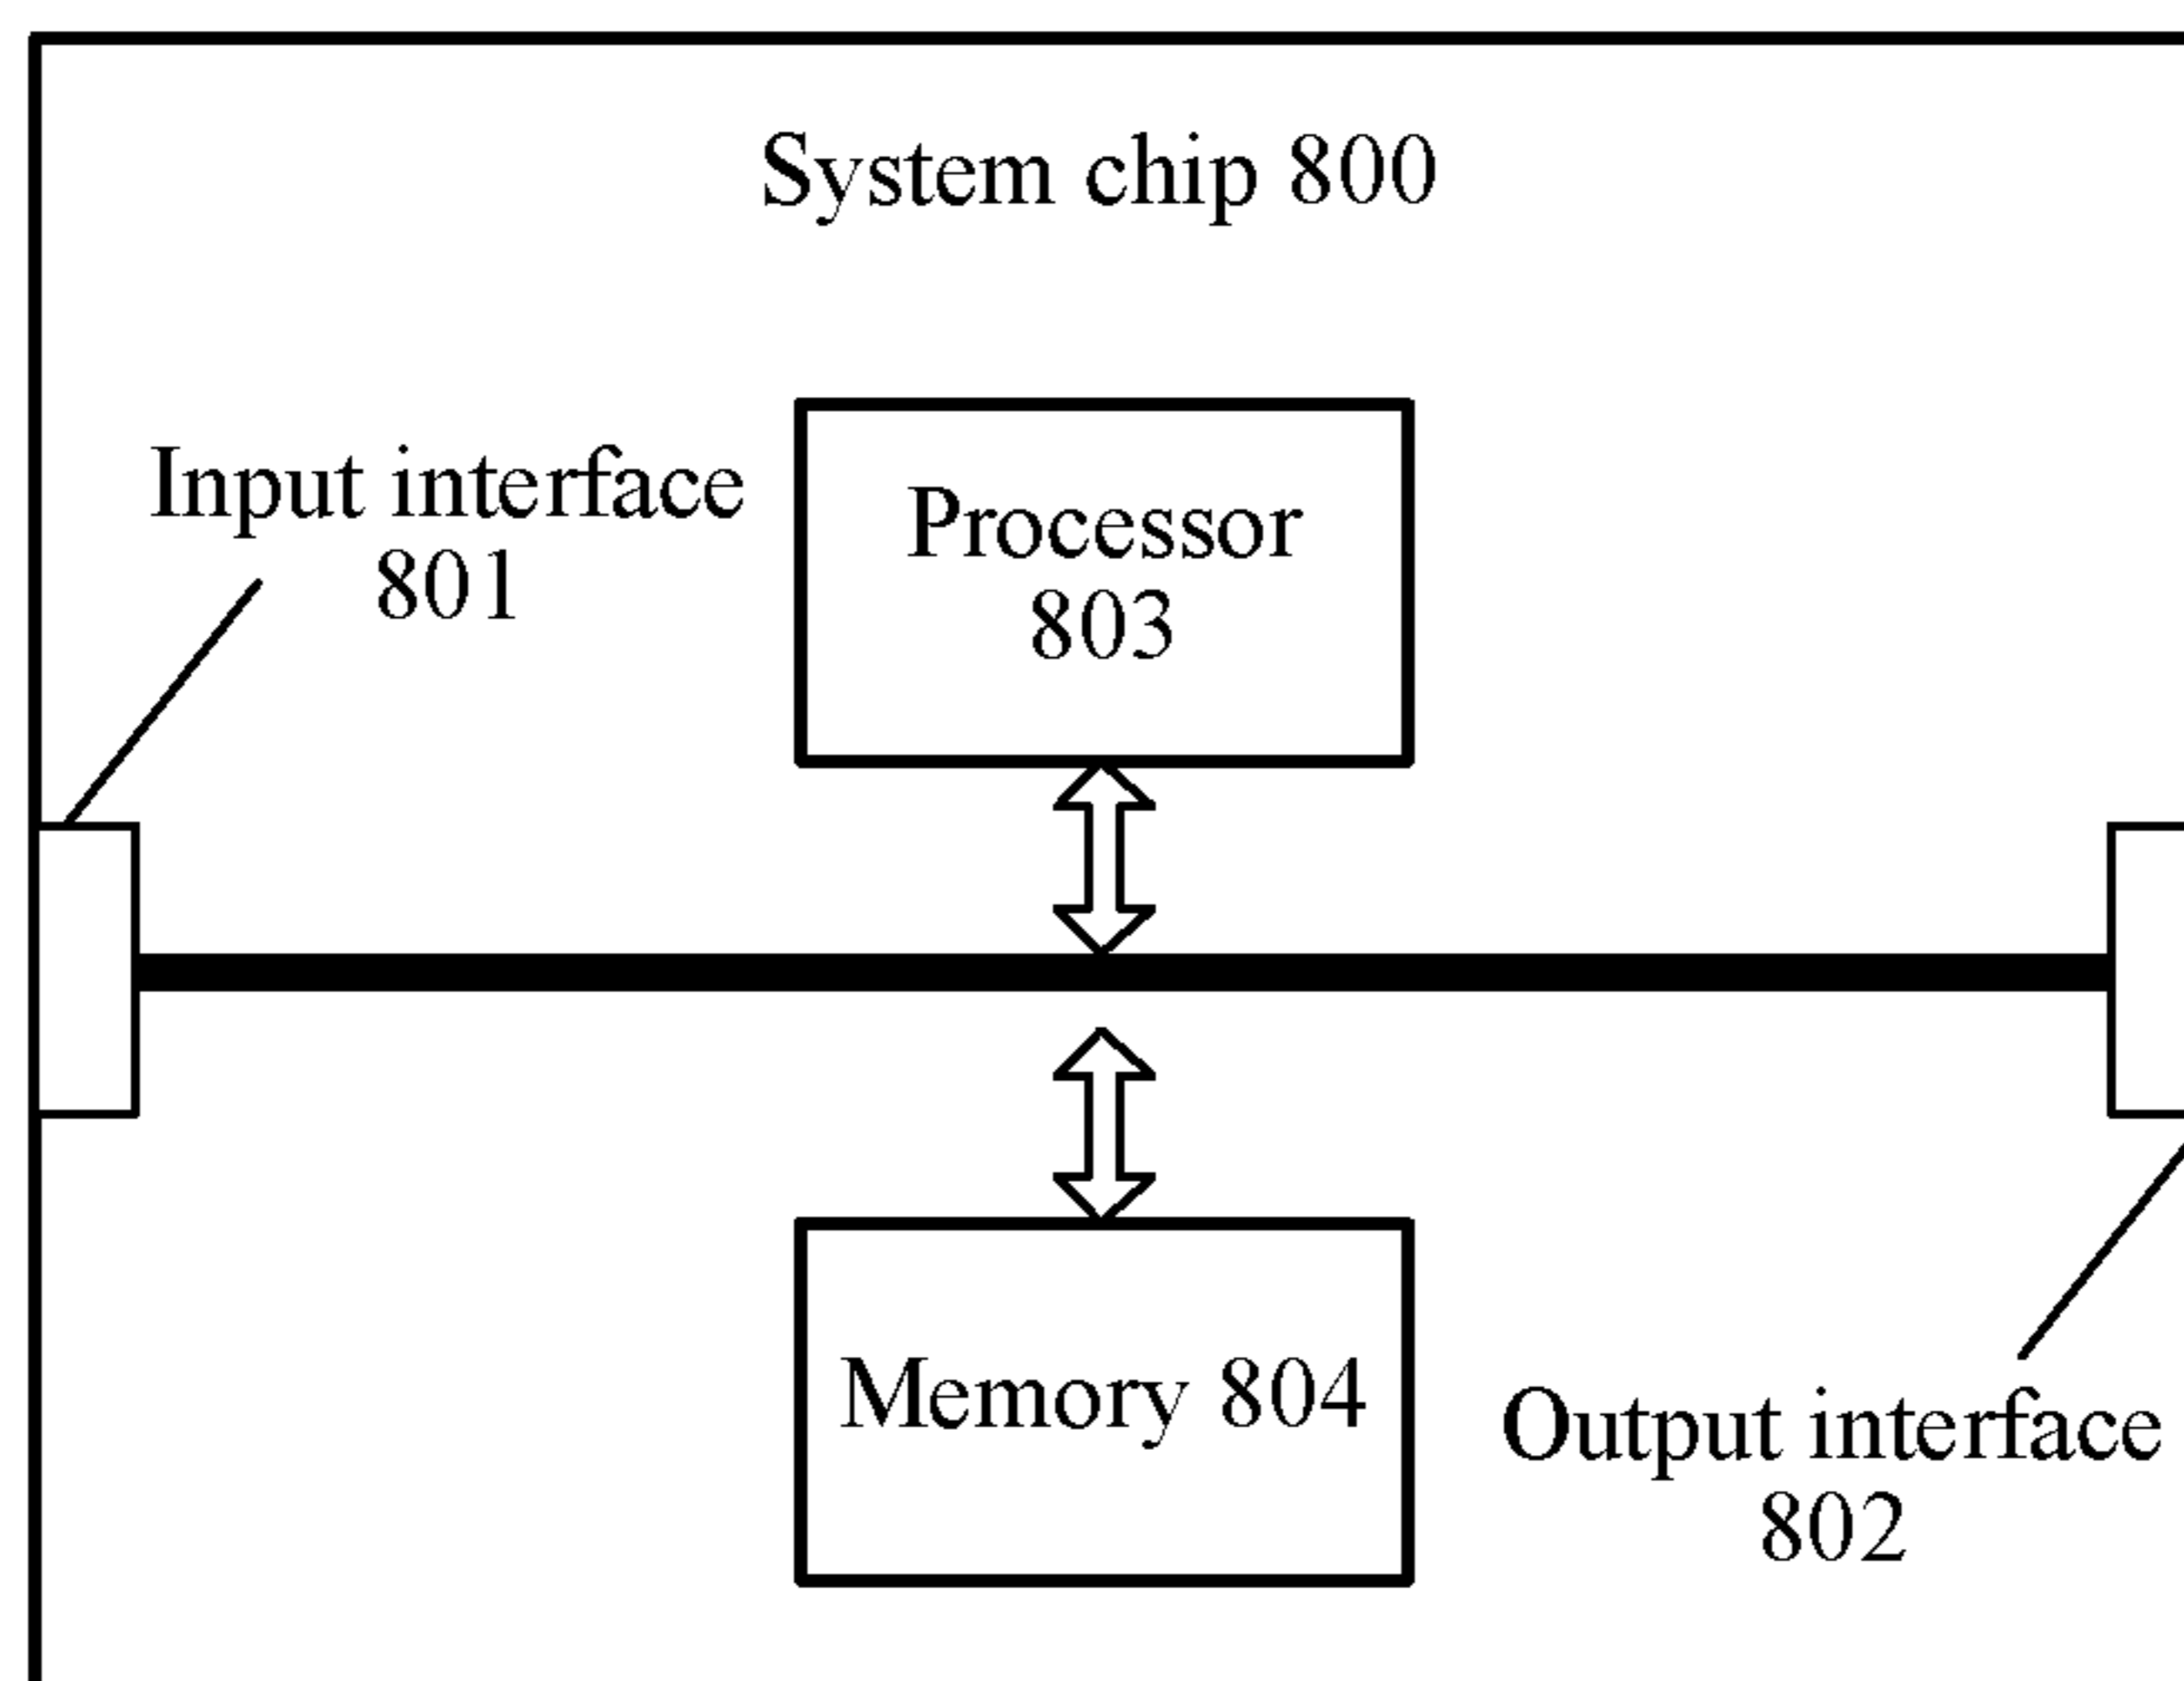 System chip 800
Input interface
801
Processor
803
Memory 804
Output interface
802